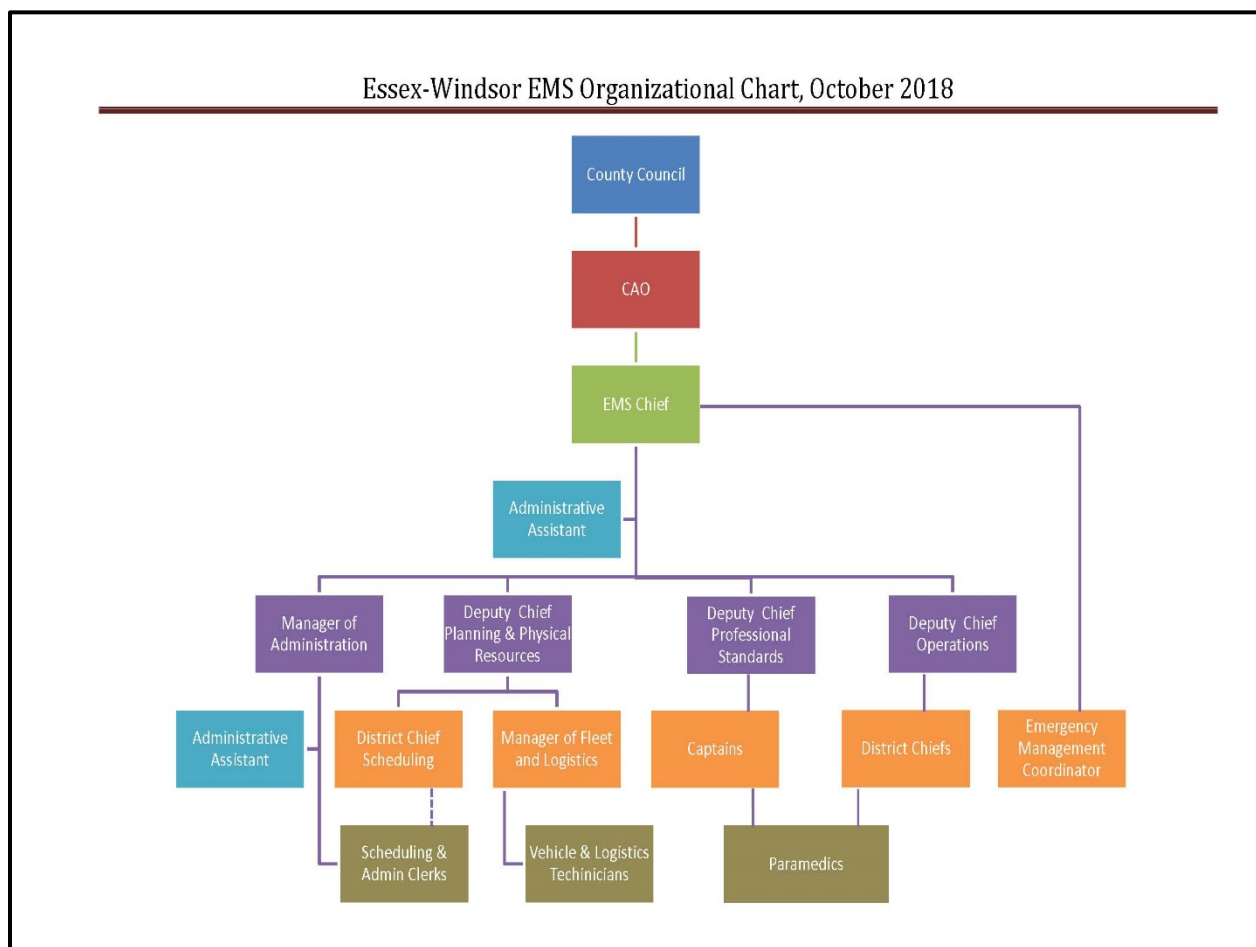 Essex-Windsor EMS Organizational Chart, October 2018
County Council
CAO
EMS Chief
Administrative
Assistant
Manager of
Administration
Deputy Chief
Planning & Physical
Resources
Deputy Chief
Professional
Standards
Deputy Chief
Operations
Administrative
Assistant
District Chief
Scheduling
Manager of Fleet
and Logistics
Captains
District Chiefs
Emergency
Management
Coordinator
Scheduling &
Admin Clerks
Vehicle & Logistics
Techinicians
Paramedics